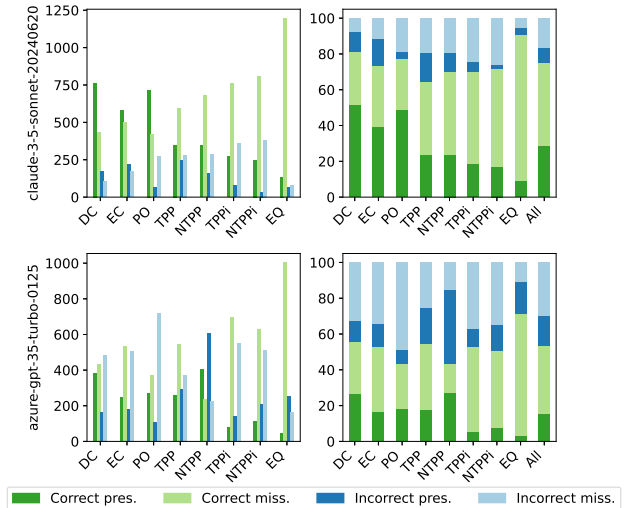 claude-3-5-sonnet-20240620
1250
1000
750
500
250
0
DC
EC
PO
TPP
NTPP
TPPi
NTPPi
EQ
100
80
60
40
20
0
DC
EC
PO
TPP
NTPP
TPPi
NTPPi
EQ
All
azure-gpt-35-turbo-0125
1000
800
600
400
200
0
DC
EC
PO
TPP
NTPP
TPPi
NTPPi
EQ
100
80
60
40
20
0
DC
EC
PO
TPP
NTPP
TPPi
NTPPi
EQ
All
Correct pres. Correct miss. Incorrect pres. Incorrect miss.